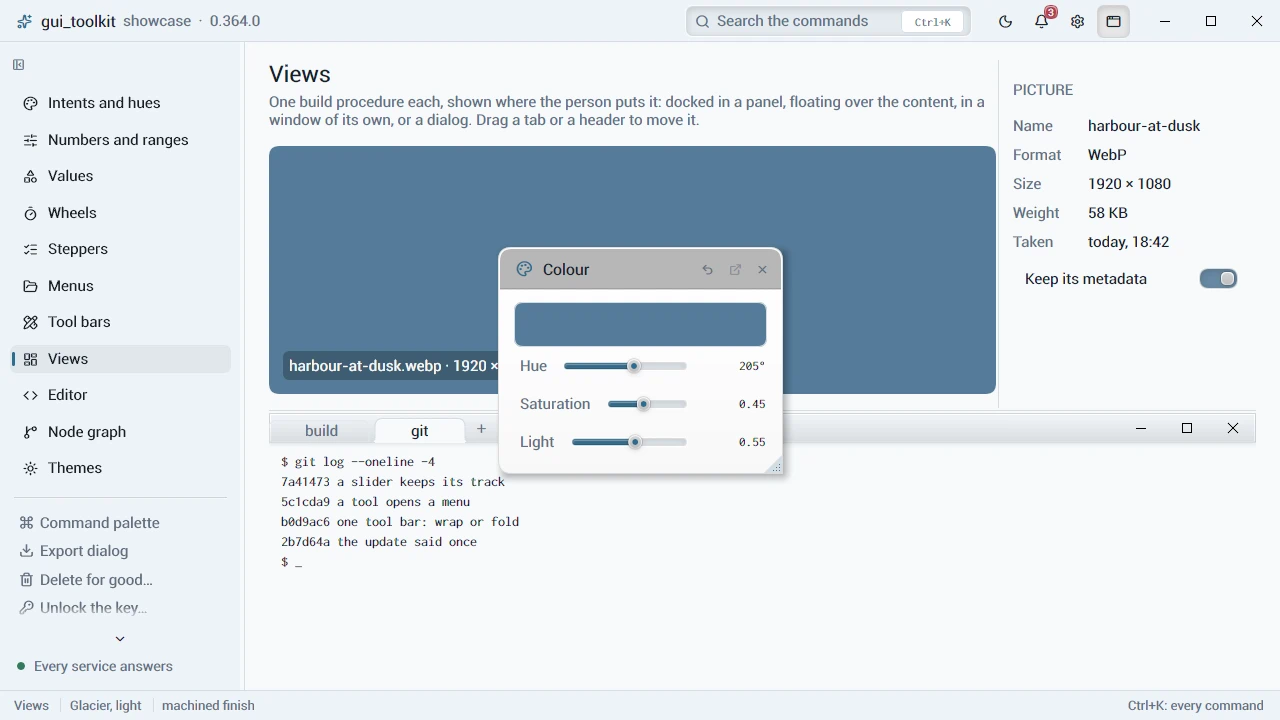 gui_toolkit showcase · 0.364.0
Search the commands Ctrl+K
3
Intents and hues
Numbers and ranges
Values
Wheels
Steppers
Menus
Tool bars
Views
Editor
Node graph
Themes
Command palette
Export dialog
Delete for good...
Unlock the key...
Every service answers
Views
One build procedure each, shown where the person puts it: docked in a panel, floating over the content, in a
window of its own, or a dialog. Drag a tab or a header to move it.
harbour-at-dusk.webp · 1920 ×
Colour
Hue 205°
Saturation 0.45
Light 0.55
PICTURE
Name harbour-at-dusk
Format WebP
Size 1920 × 1080
Weight 58 KB
Taken today, 18:42
Keep its metadata
build git +
$ git log --oneline -4
7a41473 a slider keeps its track
5c1cda9 a tool opens a menu
b0d9ac6 one tool bar: wrap or fold
2b7d64a the update said once
$ _
Views Glacier, light machined finish
Ctrl+K: every command